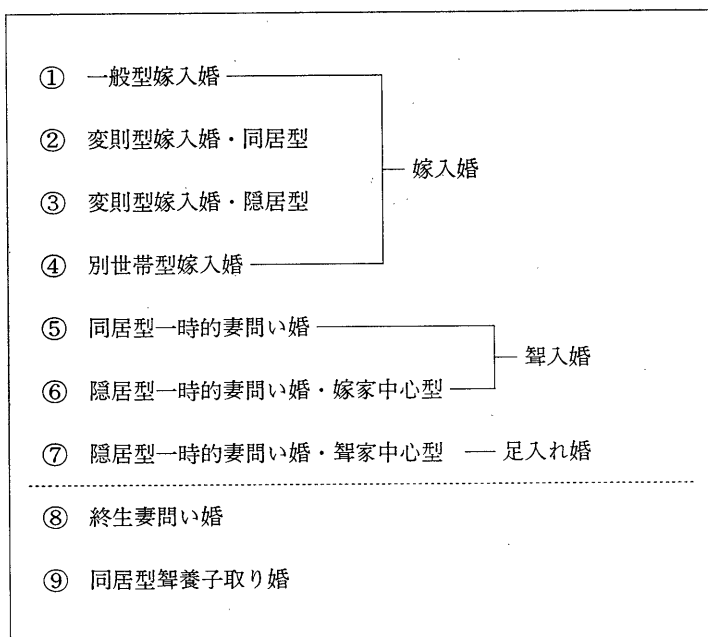 ① 一般型嫁入婚
② 変則型嫁入婚・同居型
嫁入婚
③ 変則型嫁入婚・隠居型
④ 別世帯型嫁入婚
⑤ 同居型一時的妻問い婚
聟入婚
⑥ 隠居型一時的妻問い婚・嫁家中心型
⑦ 隠居型一時的妻問い婚・聟家中心型 足入れ婚
⑧ 終生妻問い婚
⑨ 同居型聟養子取り婚